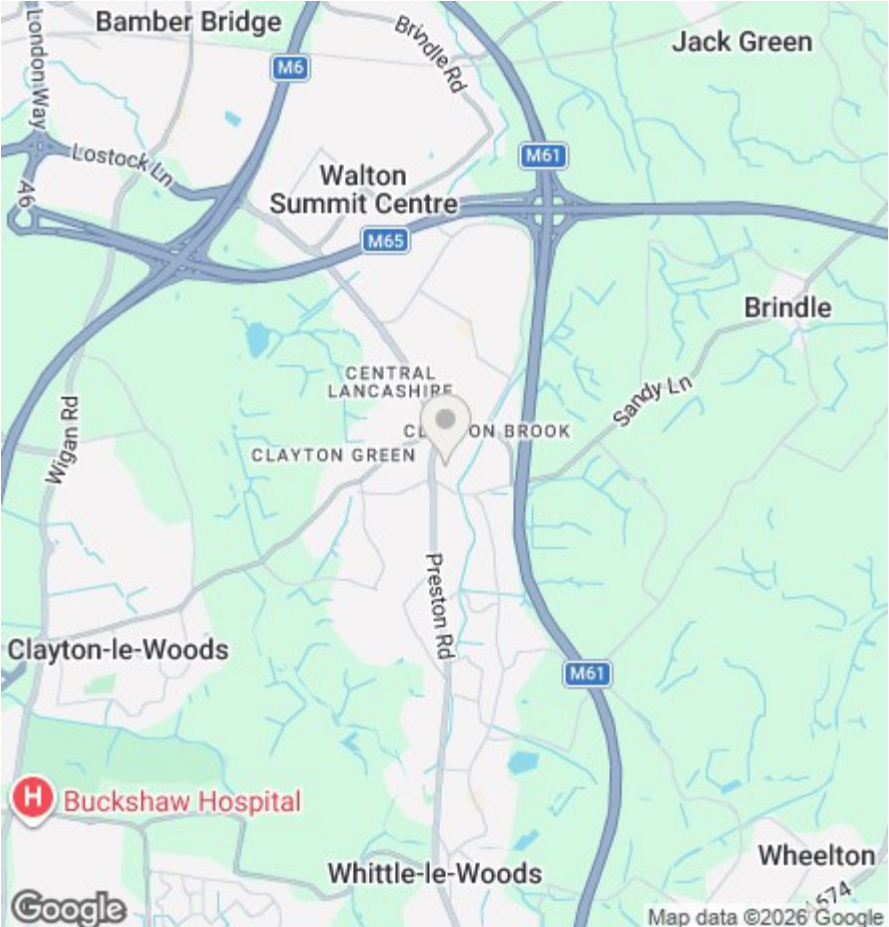 Bamber Bridge
London Way
Brindle Rd
Jack Green
M6
Lostock Ln
M61
A6
Walton
Summit Centre
M65
Brindle
CENTRAL
LANCASHIRE
Sandy Ln
Wigan Rd
ON BROOK
CLAYTON GREEN
Preston Rd
Clayton-le-Woods
M61
H
Buckshaw Hospital
Whittle-le-Woods
Wheelton
Google
Map data ©2026 Google